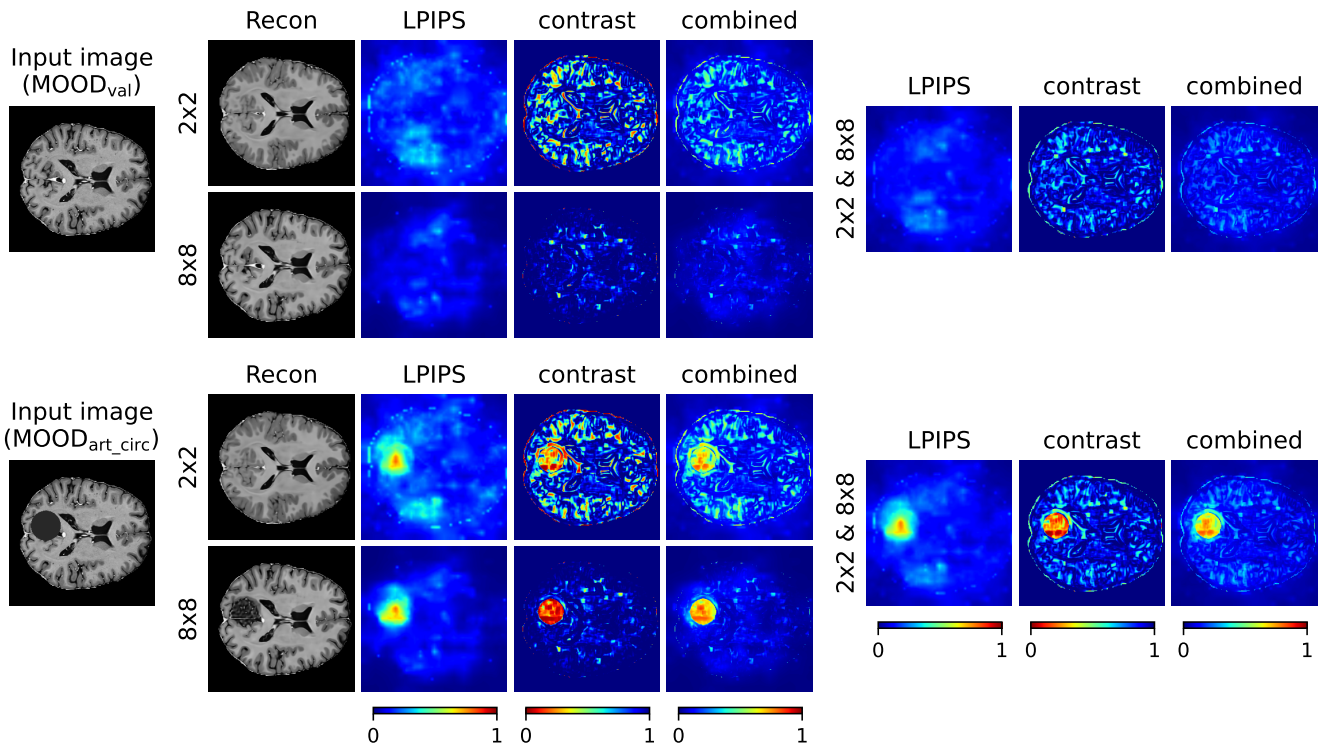 Recon LPIPS contrast combined
Input image
(MOOD_val)
2x2
8x8
LPIPS contrast combined
2x2 & 8x8
Recon LPIPS contrast combined
Input image
(MOOD_art_circ)
2x2
8x8
LPIPS contrast combined
2x2 & 8x8
0 1 0 1 0 1
0 1 0 1 0 1